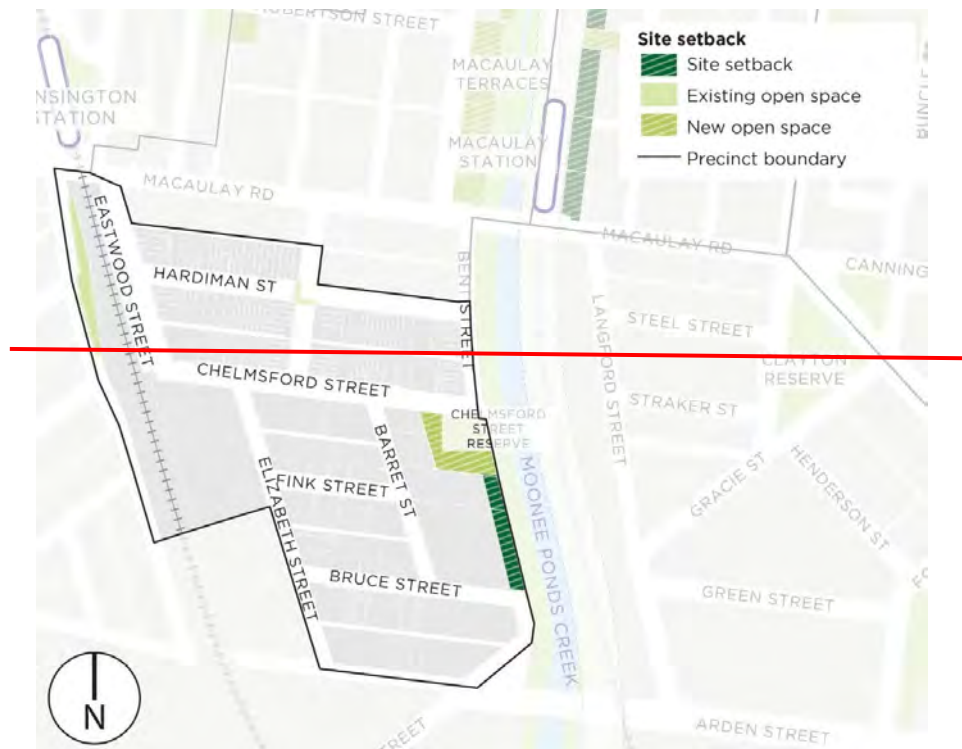 ROBERTSON STREET
Site setback
Site setback
Existing open space
New open space
Precinct boundary
MACAULAY
TERRACES
NSINGTON
STATION
MACAULAY
STATION
MACAULAY RD
MACAULAY RD
EASTWOOD STREET
HARDIMAN ST
BENT STREET
CANNING
LANGFORD STREET
STEEL STREET
CLAYTON
RESERVE
CHELMSFORD STREET
STRAKER ST
CHELMSFORD
STREET
RESERVE
BARRET ST
ELIZABETH STREET
FINK STREET
MOONEE PONDS CREEK
GRACIE ST
HENDERSON ST
BRUCE STREET
GREEN STREET
FO
N
ARDEN STREET
REET